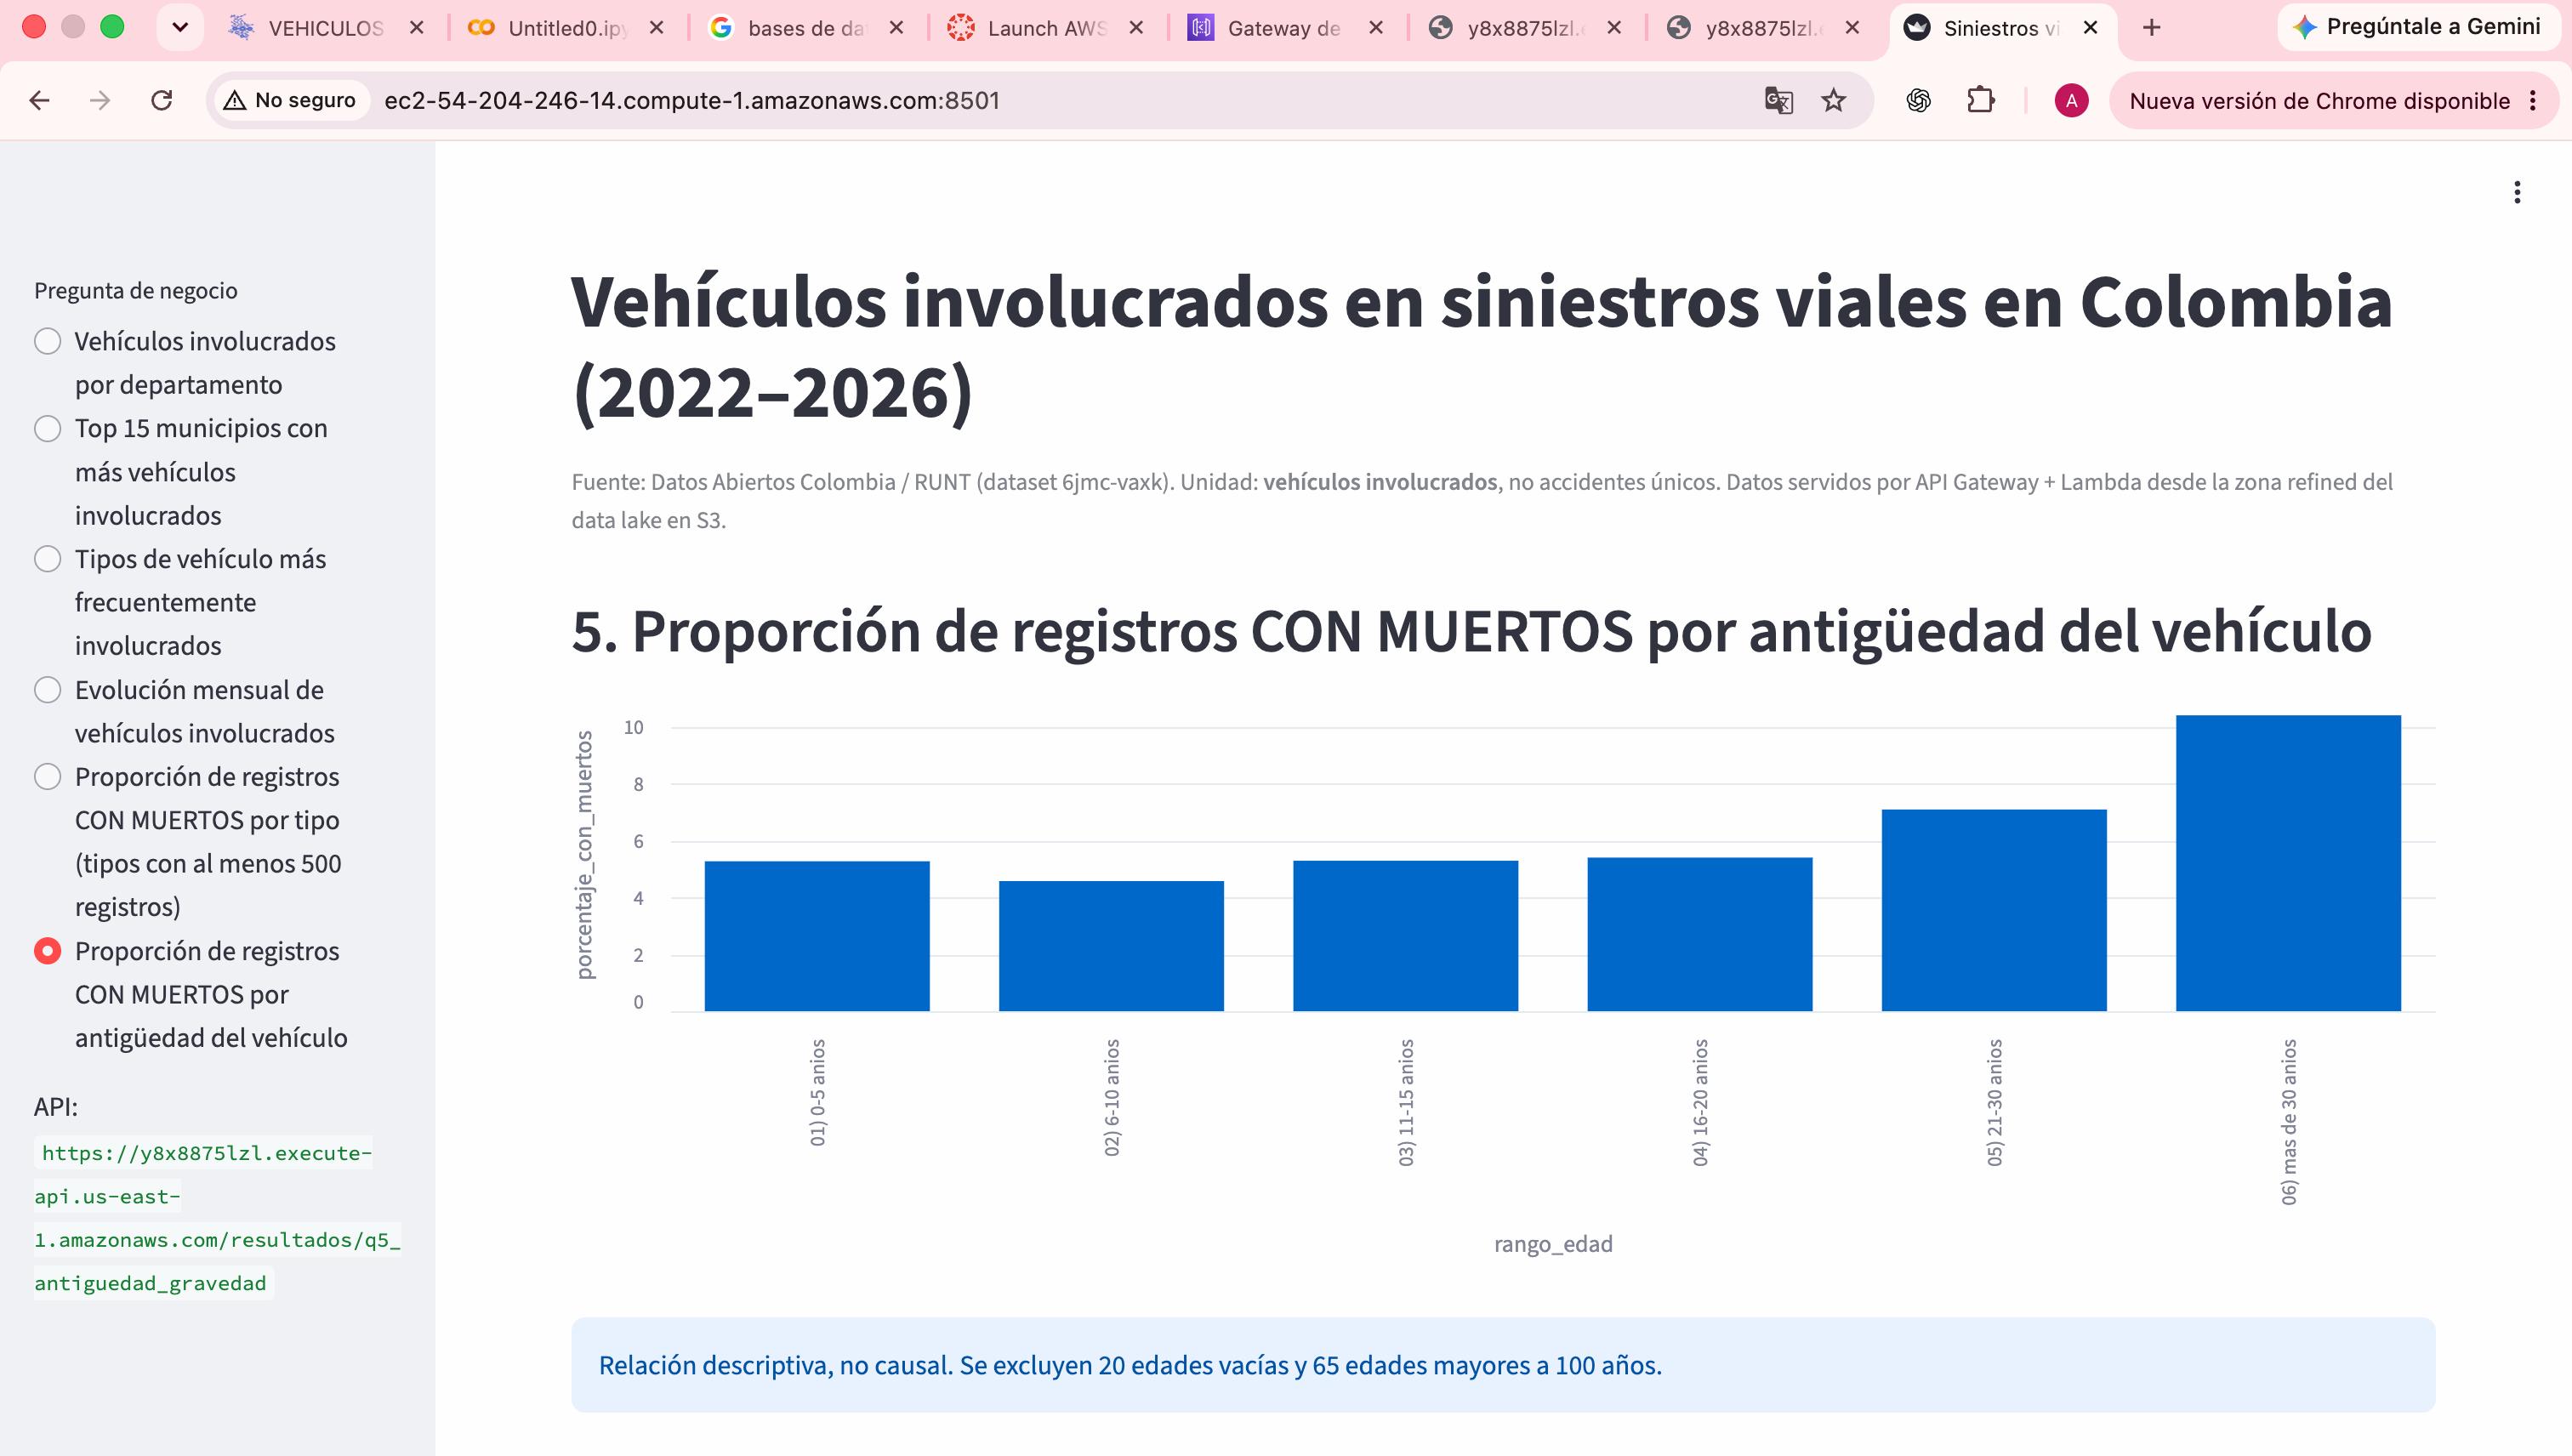 VEHICULOS
Untitled0.ipy
bases de da
Launch AWS
Gateway de
y8x8875lzl.e
y8x8875lzl.e
Siniestros vi
Pregúntale a Gemini
No seguro
ec2-54-204-246-14.compute-1.amazonaws.com:8501
A
Nueva versión de Chrome disponible
Pregunta de negocio
Vehículos involucrados
por departamento
Top 15 municipios con
más vehículos
involucrados
Tipos de vehículo más
frecuentemente
involucrados
Evolución mensual de
vehículos involucrados
Proporción de registros
CON MUERTOS por tipo
(tipos con al menos 500
registros)
Proporción de registros
CON MUERTOS por
antigüedad del vehículo
API:
https://y8x8875lzl.execute-
api.us-east-
1.amazonaws.com/resultados/q5_
antiguedad_gravedad
Vehículos involucrados en siniestros viales en Colombia
(2022–2026)
Fuente: Datos Abiertos Colombia / RUNT (dataset 6jmc-vaxk). Unidad: vehículos involucrados, no accidentes únicos. Datos servidos por API Gateway + Lambda desde la zona refined del
data lake en S3.
5. Proporción de registros CON MUERTOS por antigüedad del vehículo
porcentaje_con_muertos
10
8
6
4
2
0
01) 0-5 anios
02) 6-10 anios
03) 11-15 anios
04) 16-20 anios
05) 21-30 anios
06) mas de 30 anios
rango_edad
Relación descriptiva, no causal. Se excluyen 20 edades vacías y 65 edades mayores a 100 años.